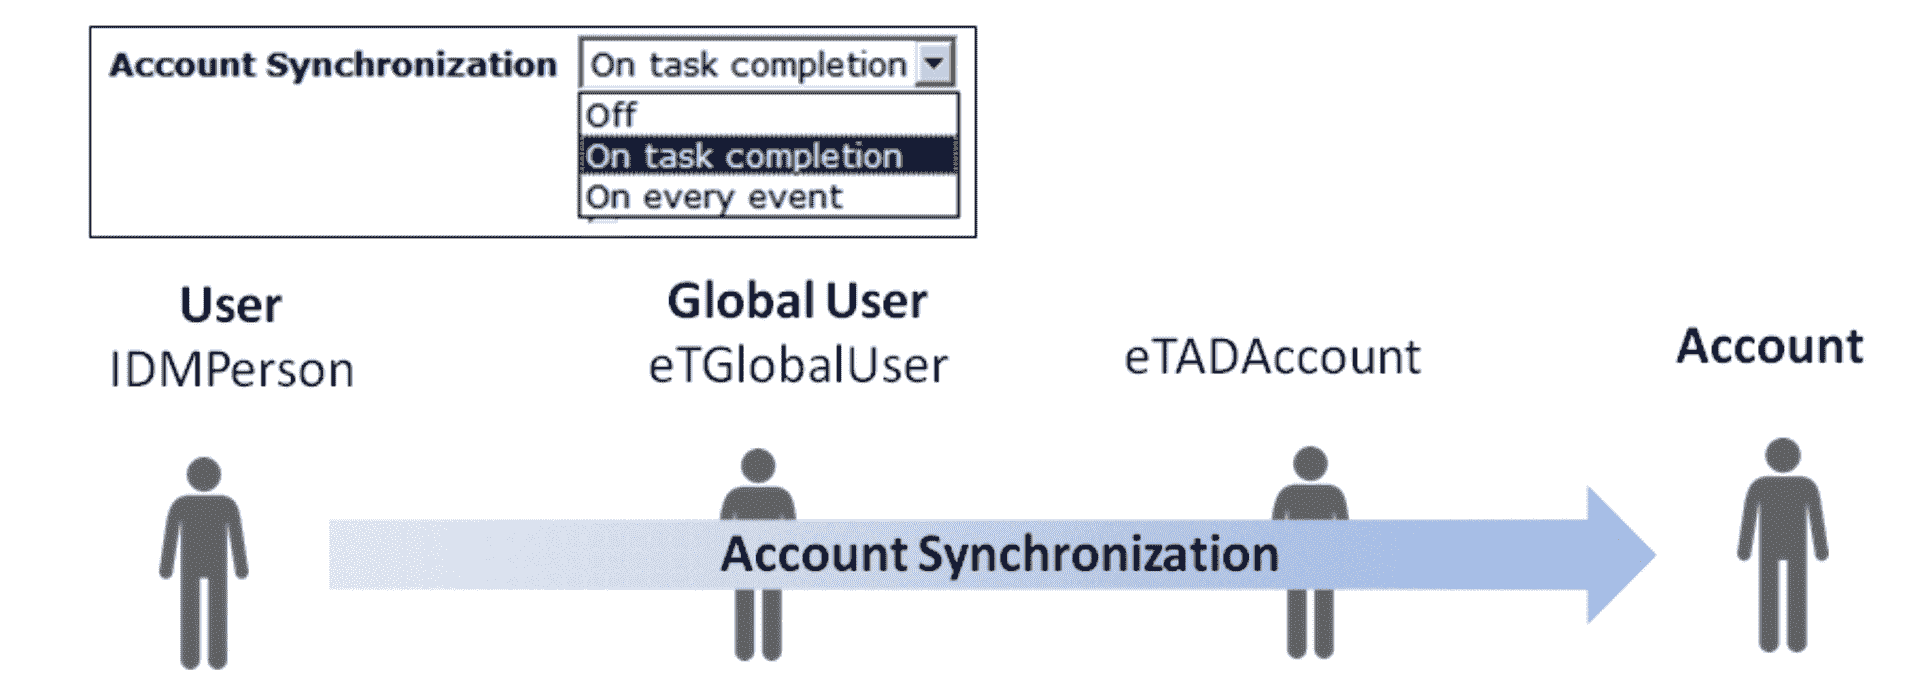 Account Synchronization On task completion
Off
On task completion
On every event
User
IDMPerson
Global User
eTGlobalUser
eTADAccount
Account
Account Synchronization